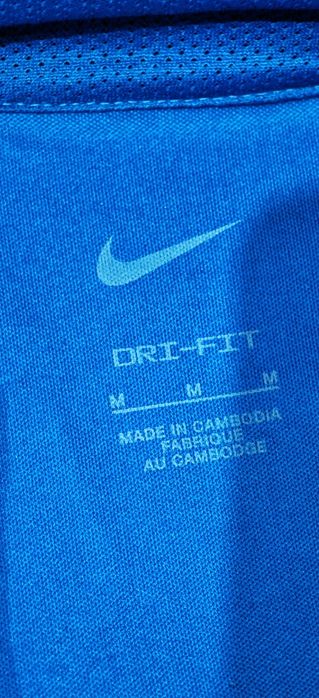 DRI-FIT
M M M
MADE IN CAMBODIA
FABRIQUE
AU CAMBODGE